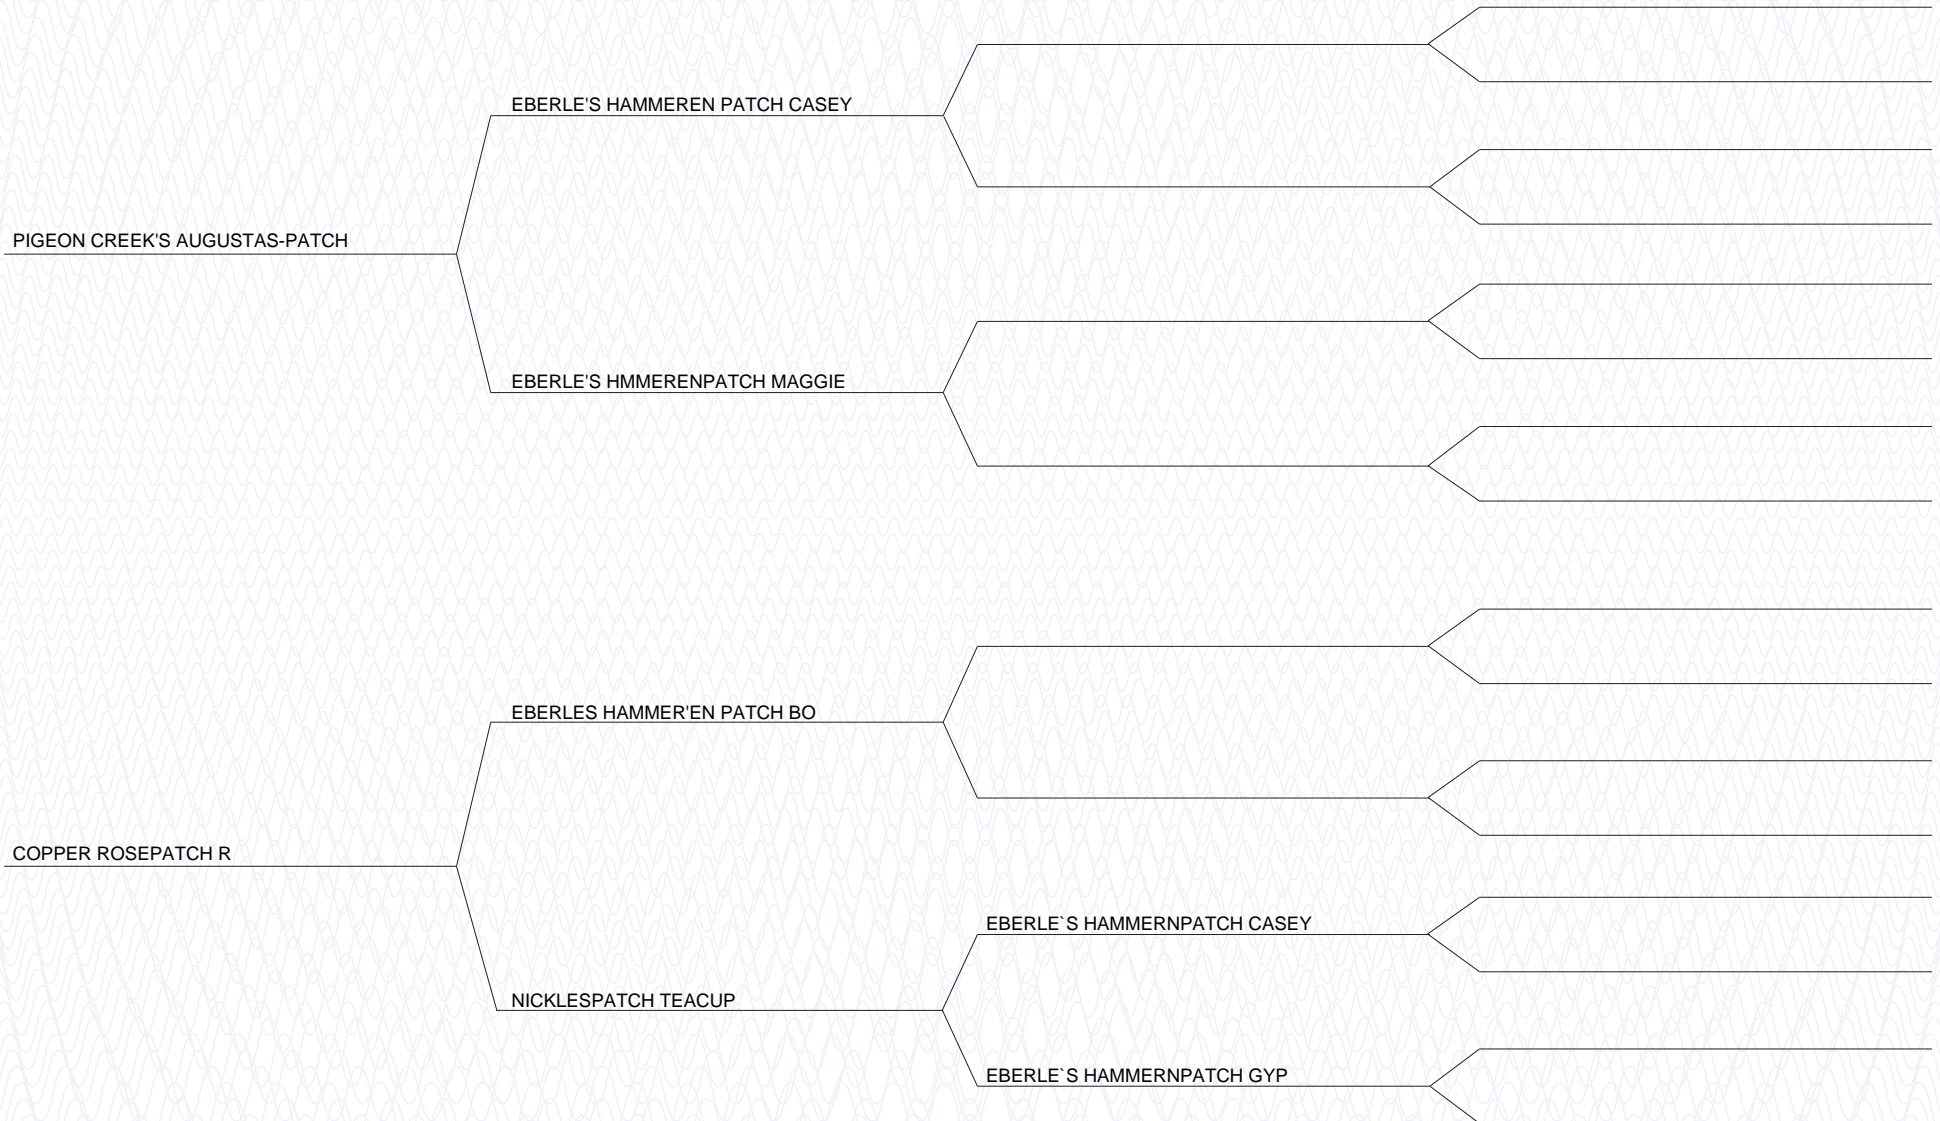 EBERLE'S HAMMEREN PATCH CASEY
PIGEON CREEK'S AUGUSTAS-PATCH
EBERLE'S HMMERENPATCH MAGGIE
EBERLES HAMMER'EN PATCH BO
COPPER ROSEPATCH R
EBERLE`S HAMMERNPATCH CASEY
NICKLESPATCH TEACUP
EBERLE`S HAMMERNPATCH GYP